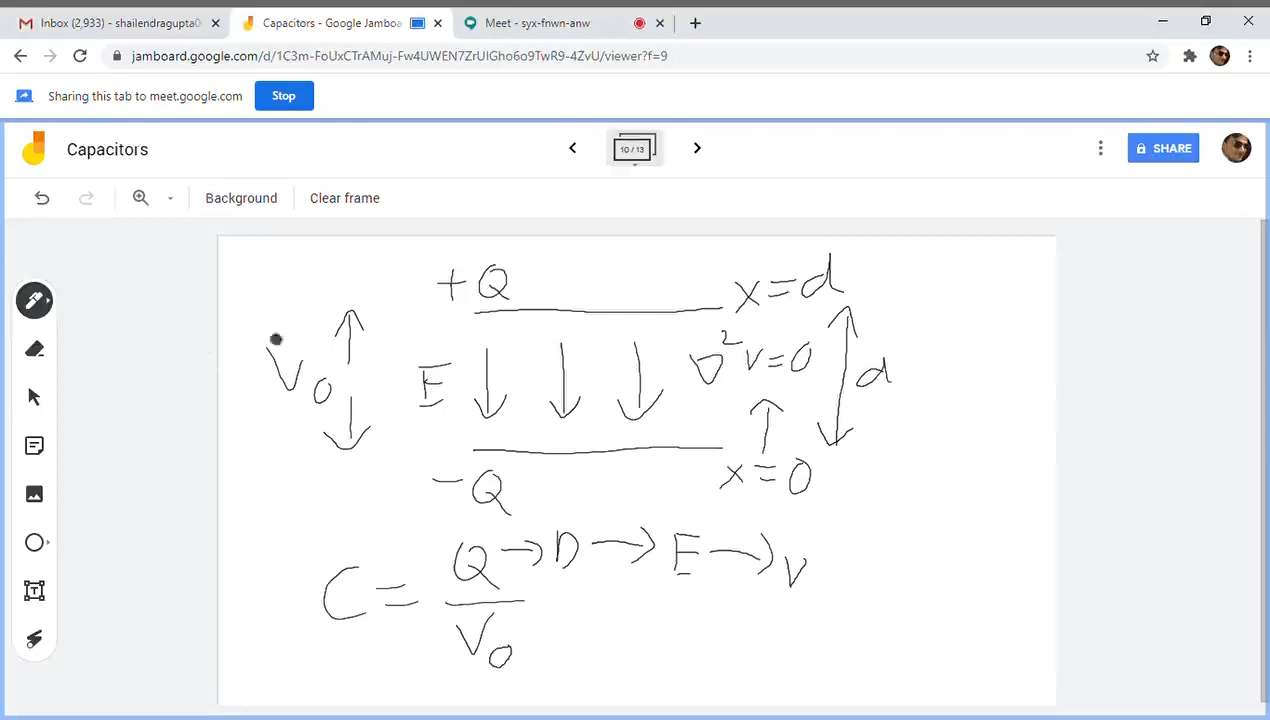 Inbox (2,933) - shailendragupta0
Capacitors - Google Jamboa
Meet - syx-fnwn-anw
jamboard.google.com/d/1C3m-FoUxCTrAMuj-Fw4UWEN7ZrUIGho6o9TwR9-4ZvU/viewer?f=9
Sharing this tab to meet.google.com
Stop
Capacitors
10 / 13
SHARE
Background
Clear frame
+Q
x=d
V₀
E
∇²V=0
d
-Q
x=0
Q→D→E→V
C=Q/V₀